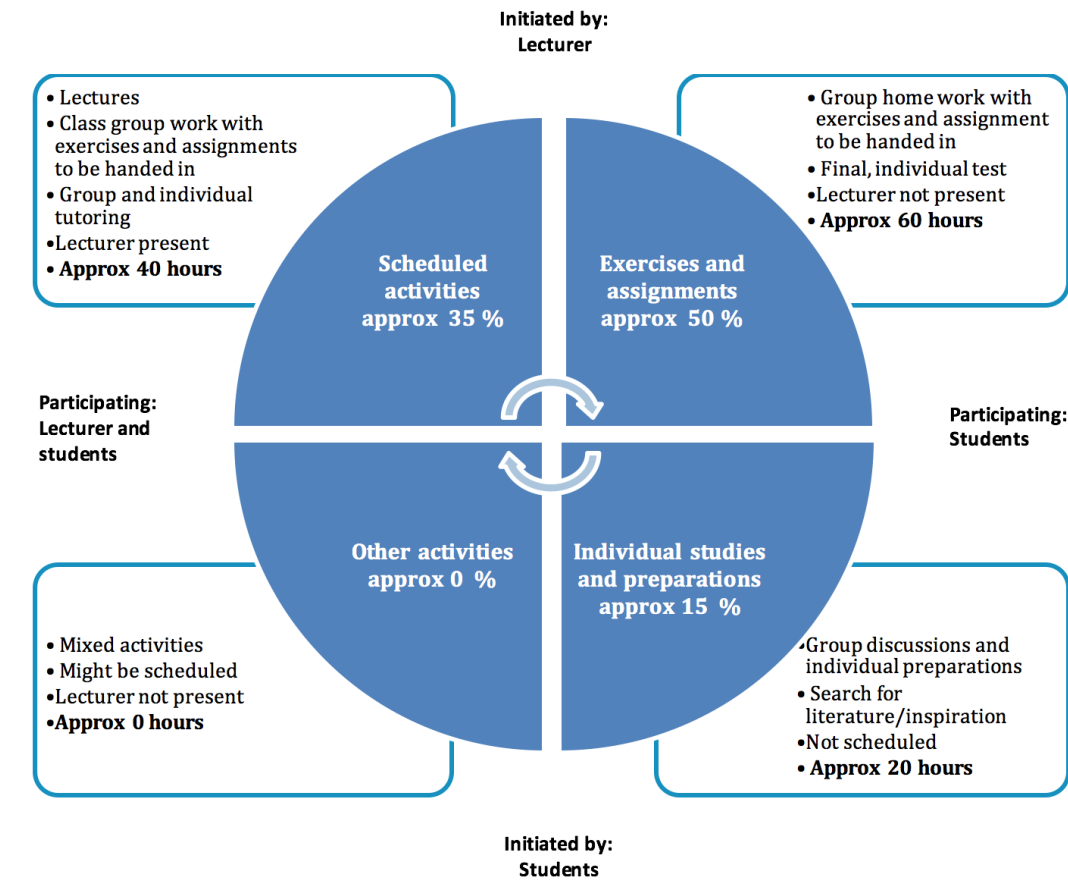 Initiated by:
Lecturer
• Lectures
• Class group work with
exercises and assignments
to be handed in
• Group and individual
tutoring
•Lecturer present
• Approx 40 hours
• Group home work with
exercises and assignment
to be handed in
• Final, individual test
•Lecturer not present
• Approx 60 hours
Scheduled
activities
approx 35 %
Exercises and
assignments
approx 50 %
Participating:
Lecturer and
students
Participating:
Students
Other activities
approx 0 %
Individual studies
and preparations
approx 15 %
• Mixed activities
• Might be scheduled
•Lecturer not present
•Approx 0 hours
•Group discussions and
individual preparations
• Search for
literature/inspiration
•Not scheduled
• Approx 20 hours
Initiated by:
Students